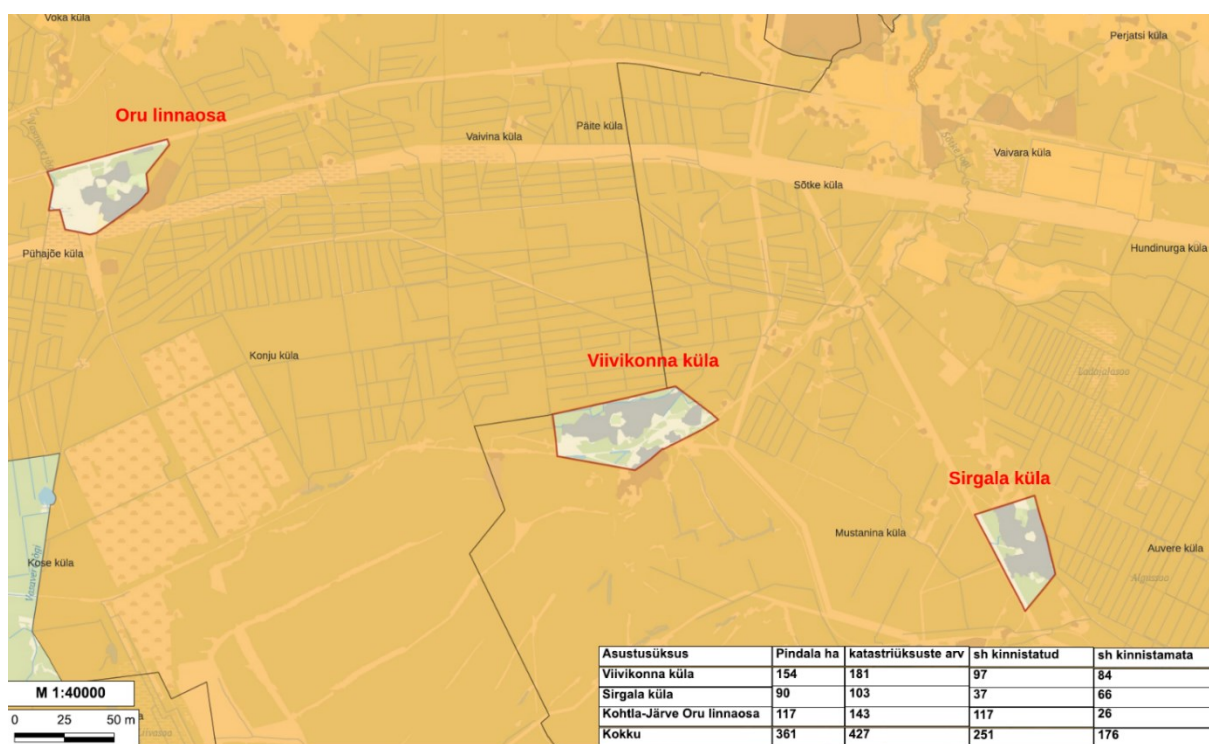 Voka küla
Perjatsi küla
Oru linnaosa
Vaivina küla
Päite küla
Vaivara küla
Sõtke küla
Pühajõe küla
Hundinurga küla
Konju küla
Viivikonna küla
Sirgala küla
Mustanina küla
Auvere küla
Kose küla
M 1:40000
0 25 50 m
Asustusüksus Pindala ha katastriüksuste arv sh kinnistatud sh kinnistamata
Viivikonna küla 154 181 97 84
Sirgala küla 90 103 37 66
Kohtla-Järve Oru linnaosa 117 143 117 26
Kokku 361 427 251 176